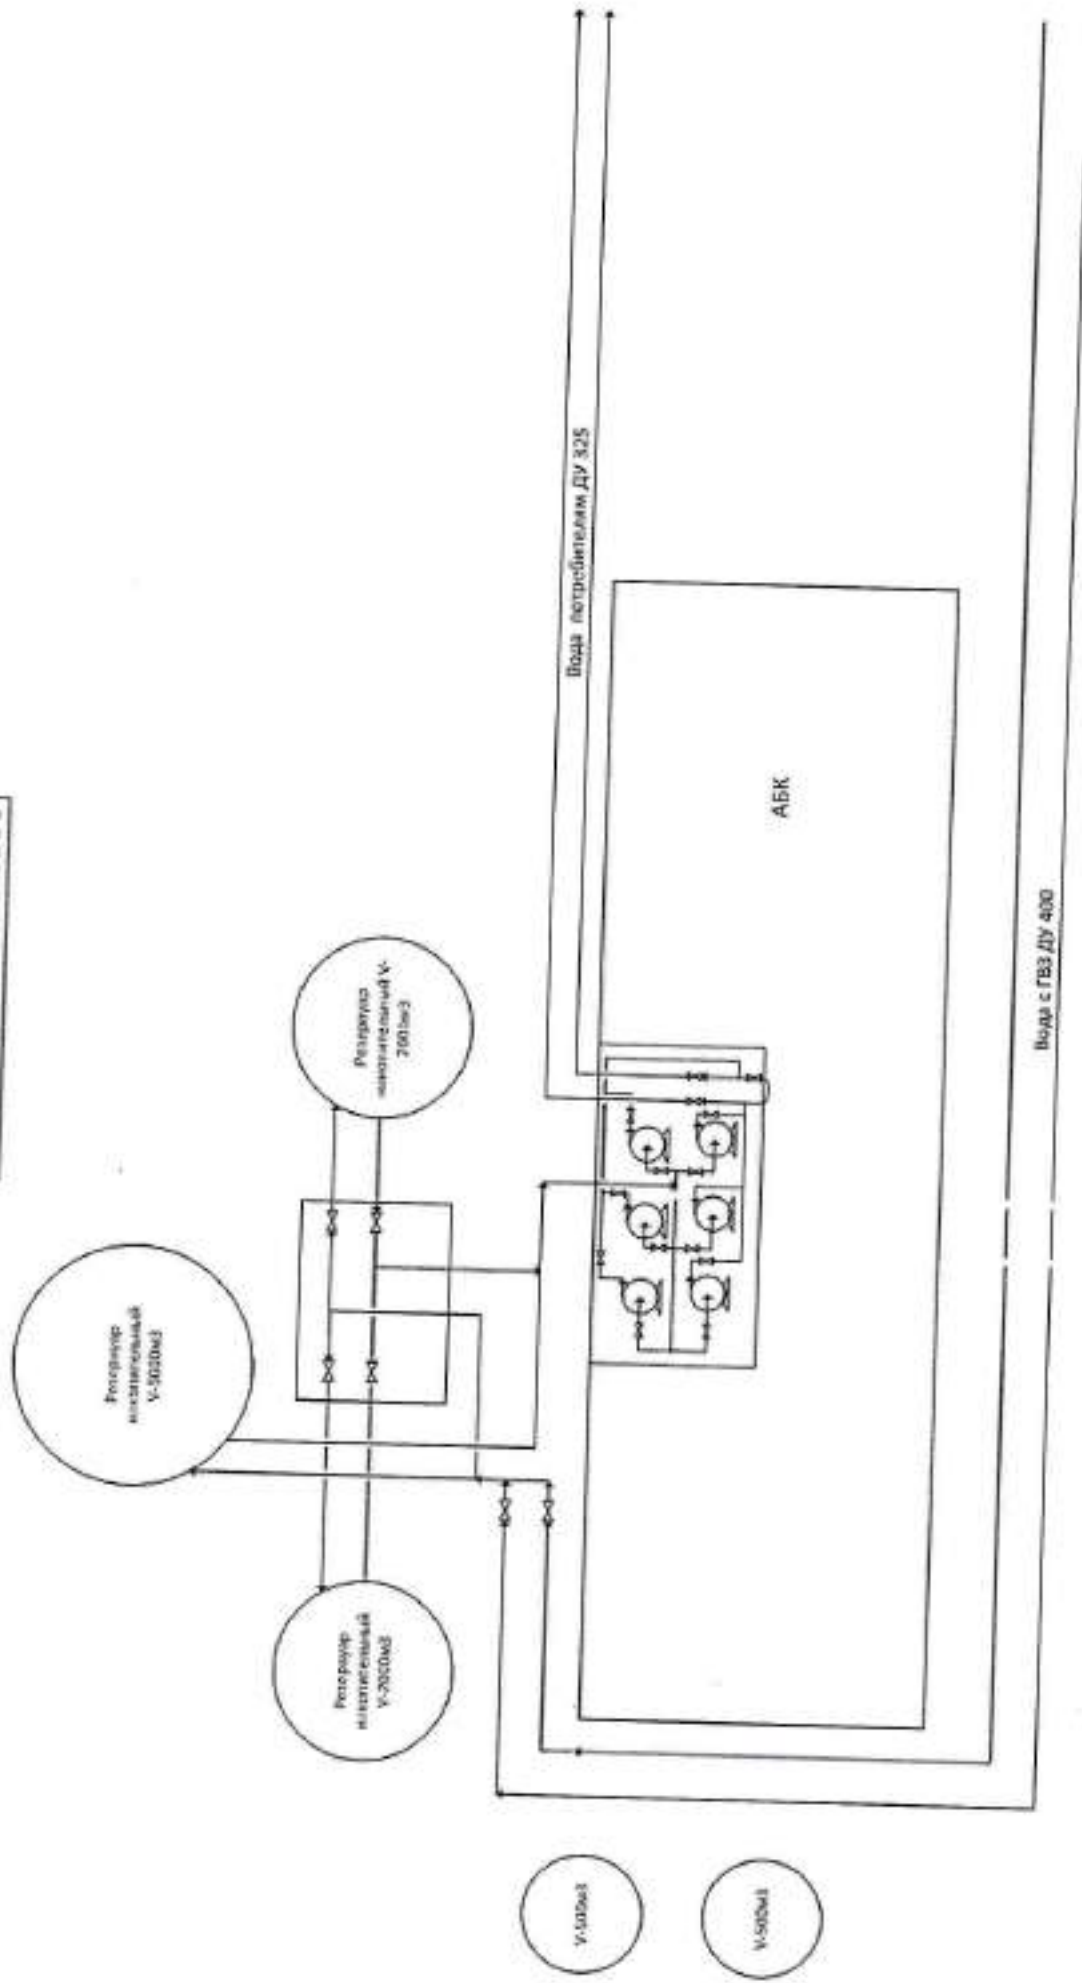 Резервуар
накопительный
V-5000м3
Резервуар
накопительный V-
2000м3
Резервуар
накопительный
V-2000м3
Вода потребителям ДУ 325
АБК
Вода с ГВЗ ДУ 400
V-500м3
V-500м3